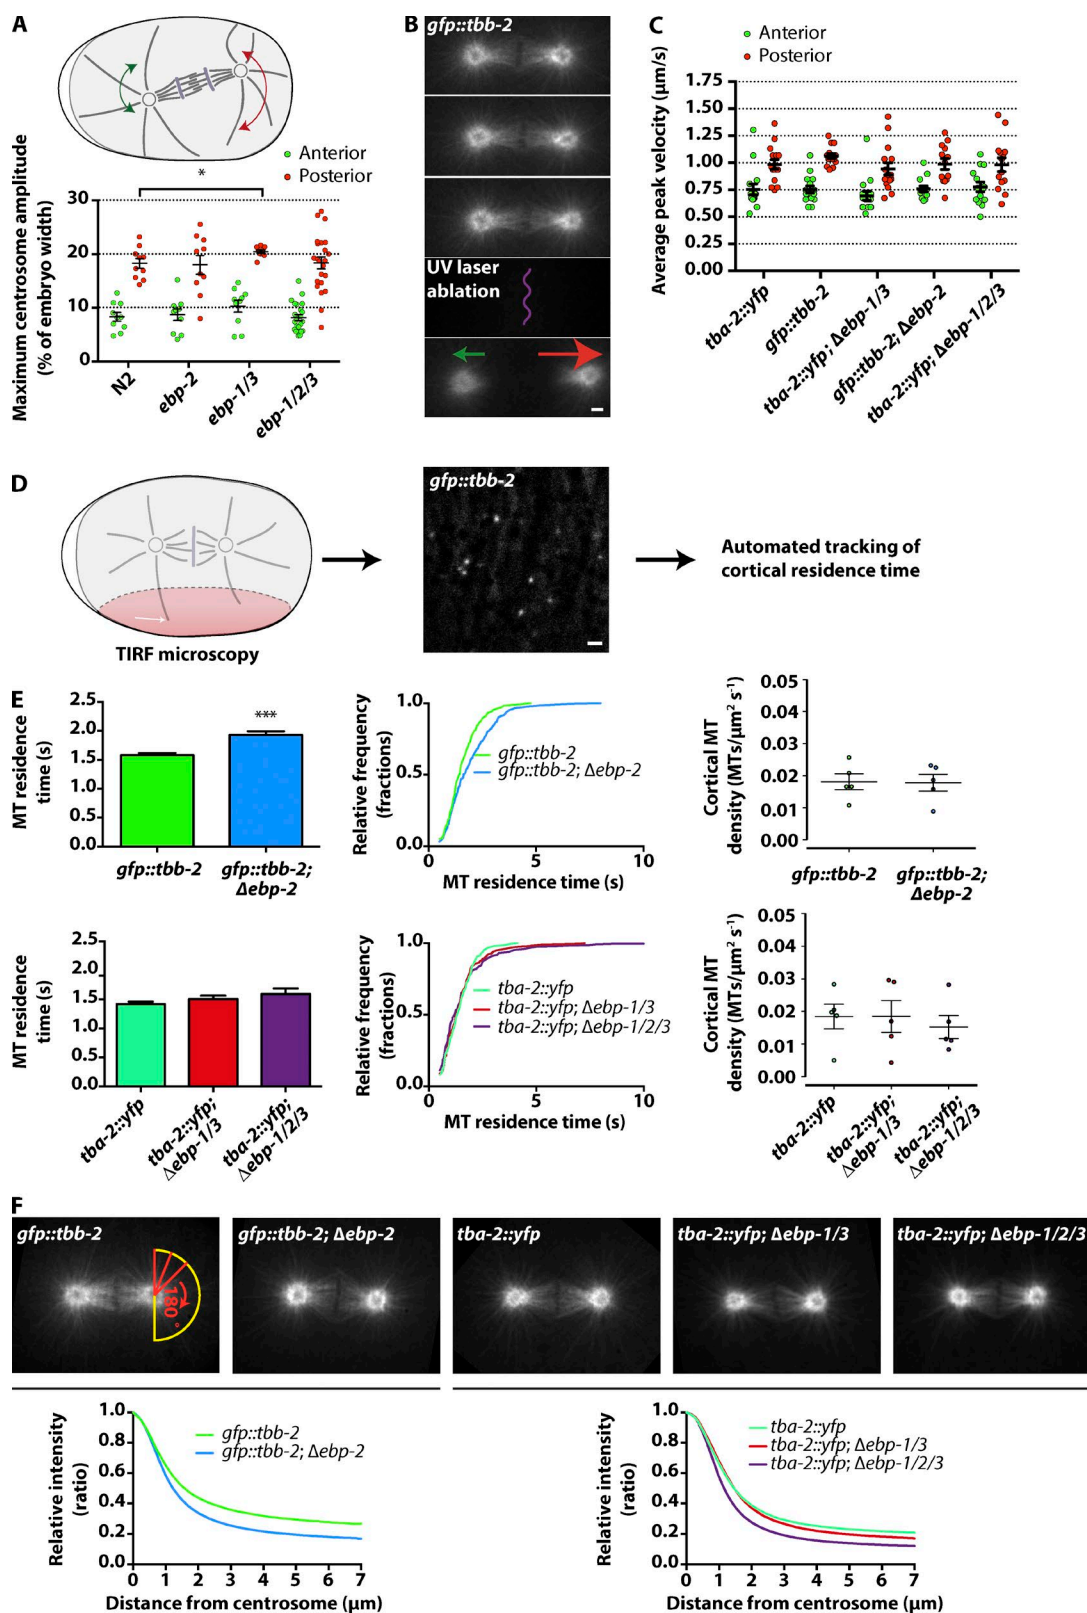 A
Anterior
Posterior
*
Maximum centrosome amplitude
(% of embryo width)
30
20
10
0
N2
ebp-2
ebp-1/3
ebp-1/2/3
B
gfp::tbb-2
UV laser
ablation
C
Anterior
Posterior
Average peak velocity (μm/s)
1.75
1.50
1.25
1.00
0.75
0.50
0.25
0.00
tba-2::yfp
gfp::tbb-2
tba-2::yfp; Δebp-1/3
gfp::tbb-2; Δebp-2
tba-2::yfp; Δebp-1/2/3
D
TIRF microscopy
gfp::tbb-2
Automated tracking of
cortical residence time
E
MT residence
time (s)
2.5
2.0
1.5
1.0
0.5
0.0
***
gfp::tbb-2
gfp::tbb-2;
Δebp-2
Relative frequency
(fractions)
1.0
0.5
0.0
gfp::tbb-2
gfp::tbb-2; Δebp-2
0
5
10
MT residence time (s)
Cortical MT
density (MTs/μm² s⁻¹)
0.05
0.04
0.03
0.02
0.01
0.00
gfp::tbb-2
gfp::tbb-2;
Δebp-2
MT residence
time (s)
2.5
2.0
1.5
1.0
0.5
0.0
tba-2::yfp
tba-2::yfp;
Δebp-1/3
tba-2::yfp;
Δebp-1/2/3
Relative frequency
(fractions)
1.0
0.5
0.0
tba-2::yfp
tba-2::yfp; Δebp-1/3
tba-2::yfp; Δebp-1/2/3
0
5
10
MT residence time (s)
Cortical MT
density (MTs/μm² s⁻¹)
0.05
0.04
0.03
0.02
0.01
0.00
tba-2::yfp
tba-2::yfp;
Δebp-1/3
tba-2::yfp;
Δebp-1/2/3
F
gfp::tbb-2
180°
gfp::tbb-2; Δebp-2
tba-2::yfp
tba-2::yfp; Δebp-1/3
tba-2::yfp; Δebp-1/2/3
Relative intensity
(ratio)
1.0
0.8
0.6
0.4
0.2
0.0
gfp::tbb-2
gfp::tbb-2; Δebp-2
0 1 2 3 4 5 6 7
Distance from centrosome (μm)
Relative intensity
(ratio)
1.0
0.8
0.6
0.4
0.2
0.0
tba-2::yfp
tba-2::yfp; Δebp-1/3
tba-2::yfp; Δebp-1/2/3
0 1 2 3 4 5 6 7
Distance from centrosome (μm)